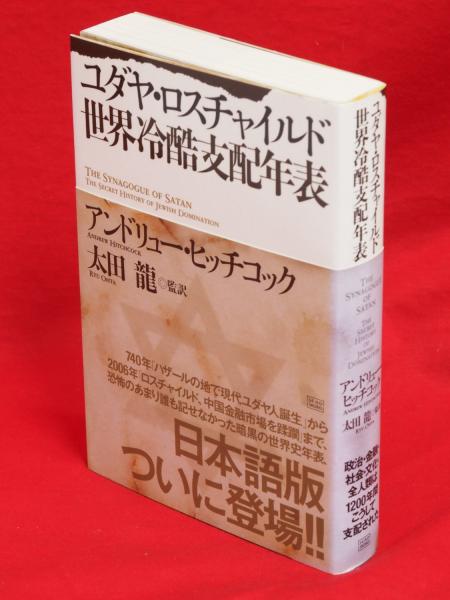 ユダヤ・ロスチャイルド
世界冷酷支配年表
THE SYNAGOGUE OF SATAN
THE SECRET HISTORY OF JEWISH DOMINATION
アンドリュー・ヒッチコック
ANDREW HITCHCOCK
太田 龍◎監訳
RYU OHTA
740年「ハザールの地で現代ユダヤ人誕生」から
2006年「ロスチャイルド、中国金融市場を蹂躙」まで、
恐怖のあまり誰も記せなかった暗黒の世界史年表、
日本語版
ついに登場!!
ユダヤ・ロスチャイルド
世界冷酷支配年表
THE
SYNAGOGUE
OF
SATAN
THE
SECRET
HISTORY
OF
JEWISH
DOMINATION
アンドリュー・
ヒッチコック
ANDREW HITCHCOCK
太田 龍
政治・金融・
社会・文化・
全人類は
1200年間
こうして
支配された